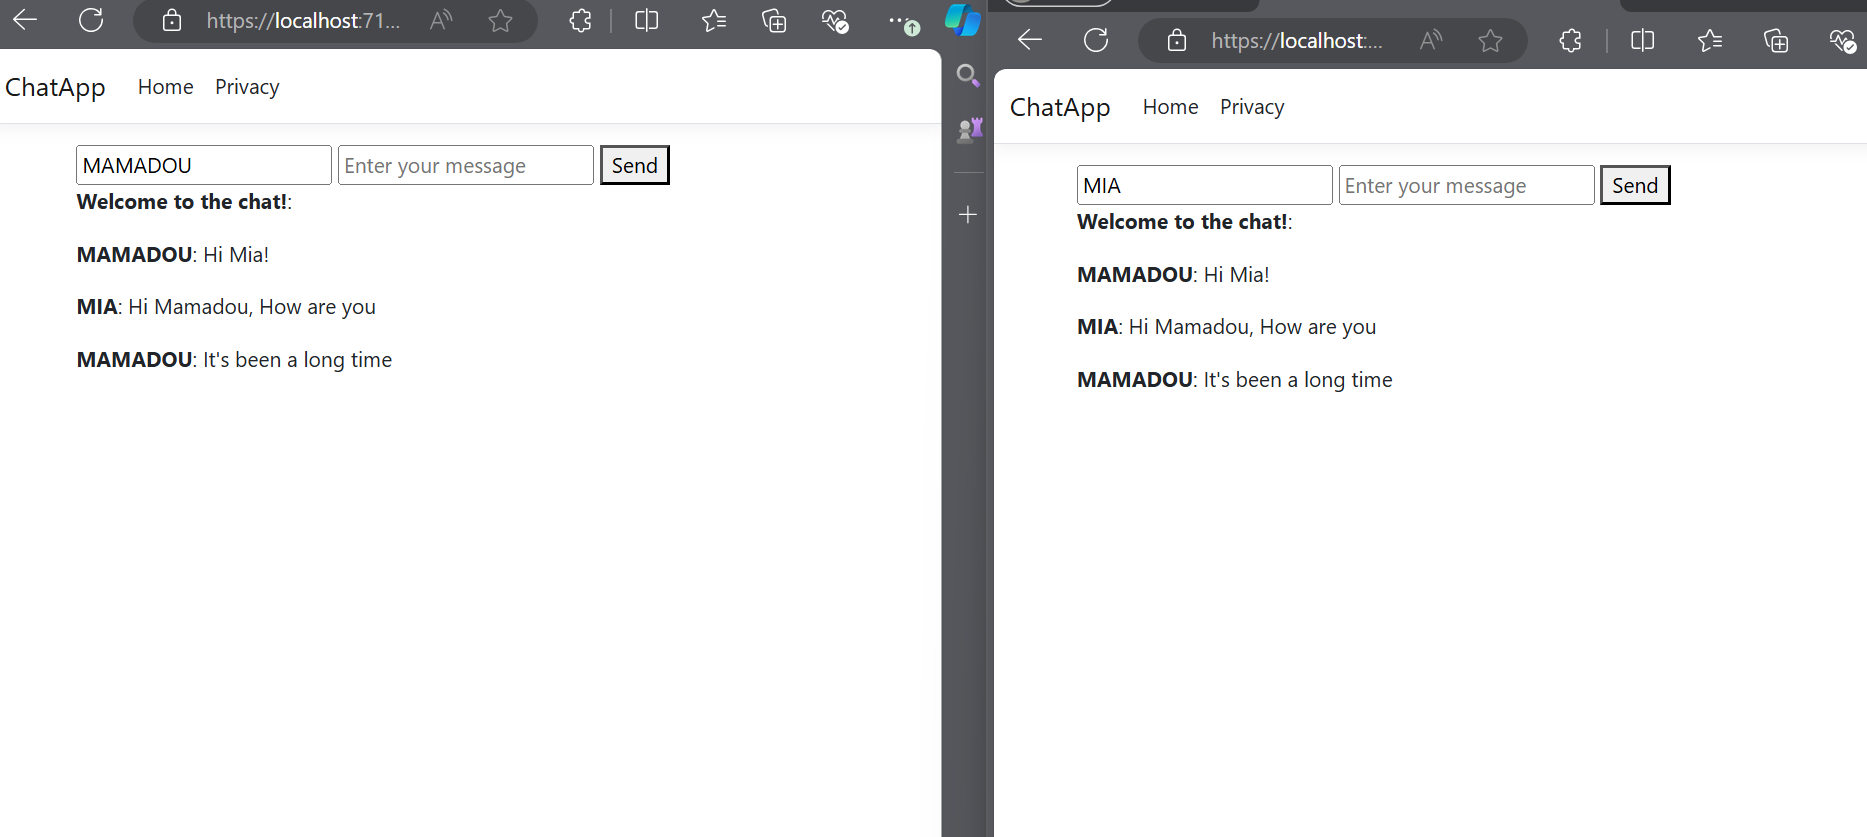 https://localhost:71...
ChatApp Home Privacy
MAMADOU Enter your message Send
Welcome to the chat!:
MAMADOU: Hi Mia!
MIA: Hi Mamadou, How are you
MAMADOU: It's been a long time
https://localhost:...
ChatApp Home Privacy
MIA Enter your message Send
Welcome to the chat!:
MAMADOU: Hi Mia!
MIA: Hi Mamadou, How are you
MAMADOU: It's been a long time